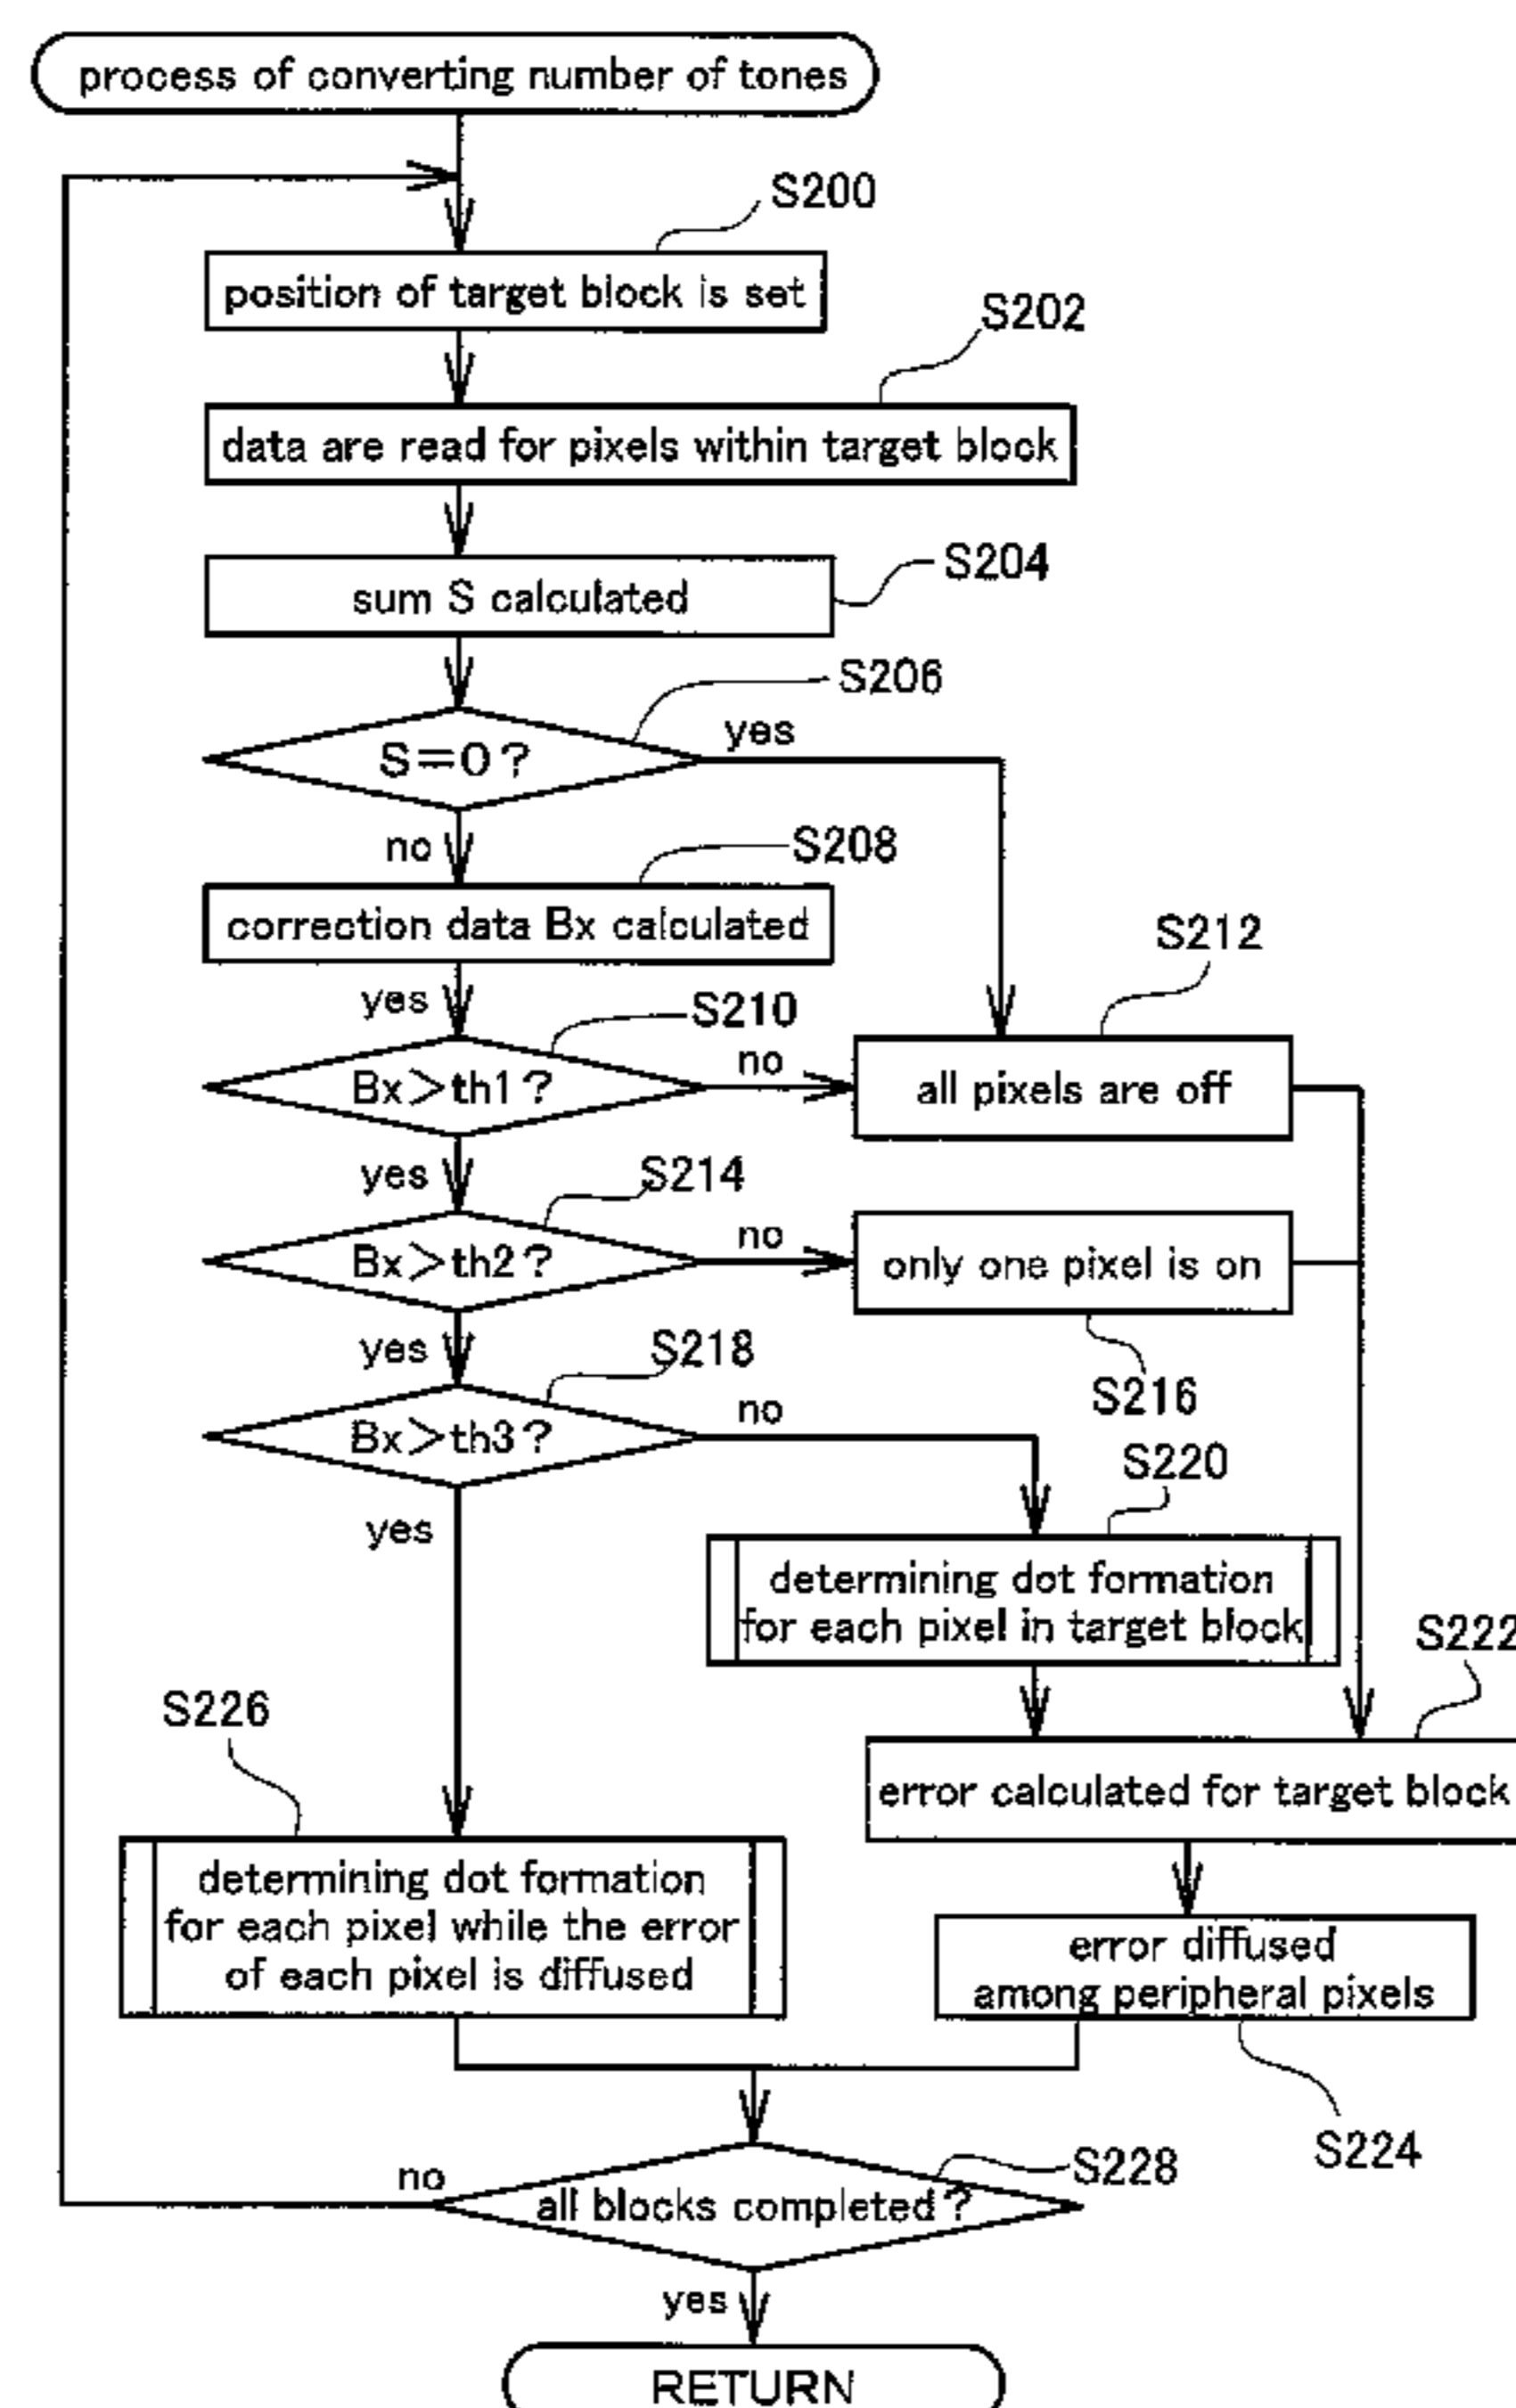 process of converting number of tones
S200
position of target block is set
S202
data are read for pixels within target block
S204
sum S calculated
S206
S=0?
yes
no
S208
correction data Bx calculated
S212
yes
S210
Bx>th1?
no
all pixels are off
yes
S214
Bx>th2?
no
only one pixel is on
yes
S218
S216
Bx>th3?
no
S220
yes
determining dot formation
for each pixel in target block
S222
S226
error calculated for target block
determining dot formation
for each pixel while the error
of each pixel is diffused
error diffused
among peripheral pixels
S224
no
S228
all blocks completed?
yes
RETURN